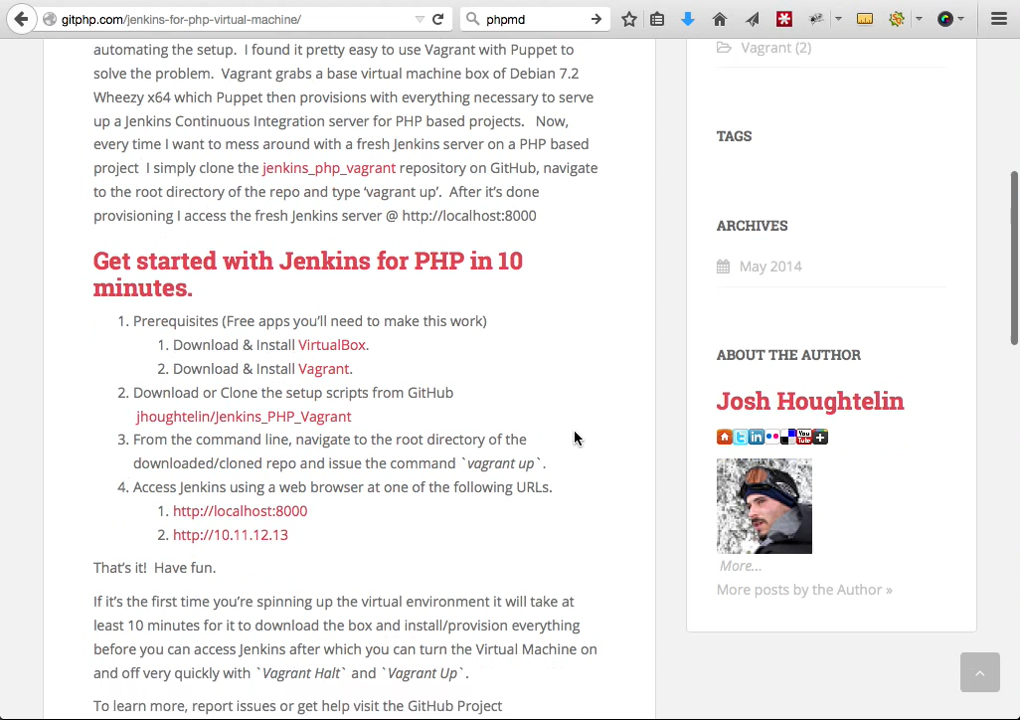 gitphp.com/jenkins-for-php-virtual-machine/
phpmd
automating the setup. I found it pretty easy to use Vagrant with Puppet to
solve the problem. Vagrant grabs a base virtual machine box of Debian 7.2
Wheezy x64 which Puppet then provisions with everything necessary to serve
up a Jenkins Continuous Integration server for PHP based projects. Now,
every time I want to mess around with a fresh Jenkins server on a PHP based
project I simply clone the jenkins_php_vagrant repository on GitHub, navigate
to the root directory of the repo and type ‘vagrant up’. After it’s done
provisioning I access the fresh Jenkins server @ http://localhost:8000
Get started with Jenkins for PHP in 10
minutes.
1. Prerequisites (Free apps you’ll need to make this work)
1. Download & Install VirtualBox.
2. Download & Install Vagrant.
2. Download or Clone the setup scripts from GitHub
jhoughtelin/Jenkins_PHP_Vagrant
3. From the command line, navigate to the root directory of the
downloaded/cloned repo and issue the command `vagrant up`.
4. Access Jenkins using a web browser at one of the following URLs.
1. http://localhost:8000
2. http://10.11.12.13
That’s it! Have fun.
If it’s the first time you’re spinning up the virtual environment it will take at
least 10 minutes for it to download the box and install/provision everything
before you can access Jenkins after which you can turn the Virtual Machine on
and off very quickly with `Vagrant Halt` and `Vagrant Up`.
To learn more, report issues or get help visit the GitHub Project
Vagrant (2)
TAGS
ARCHIVES
May 2014
ABOUT THE AUTHOR
Josh Houghtelin
You
Tube
More...
More posts by the Author »